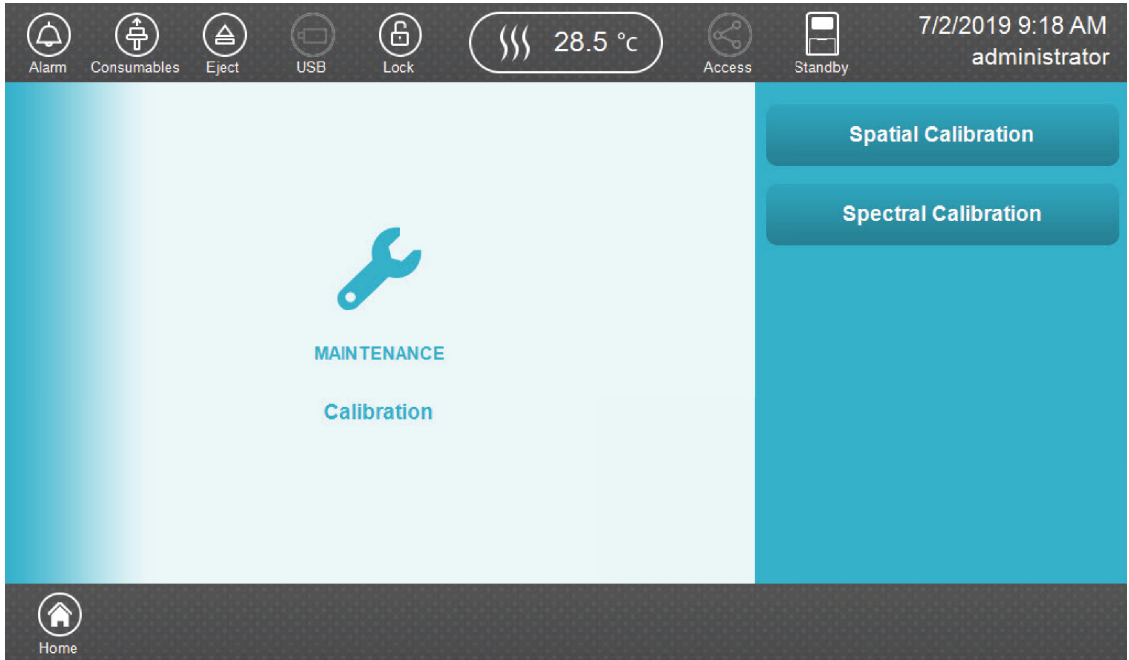 Alarm
Consumables
Eject
USB
Lock
28.5 °c
Access
Standby
7/2/2019 9:18 AM
administrator
Spatial Calibration
Spectral Calibration
MAINTENANCE
Calibration
Home